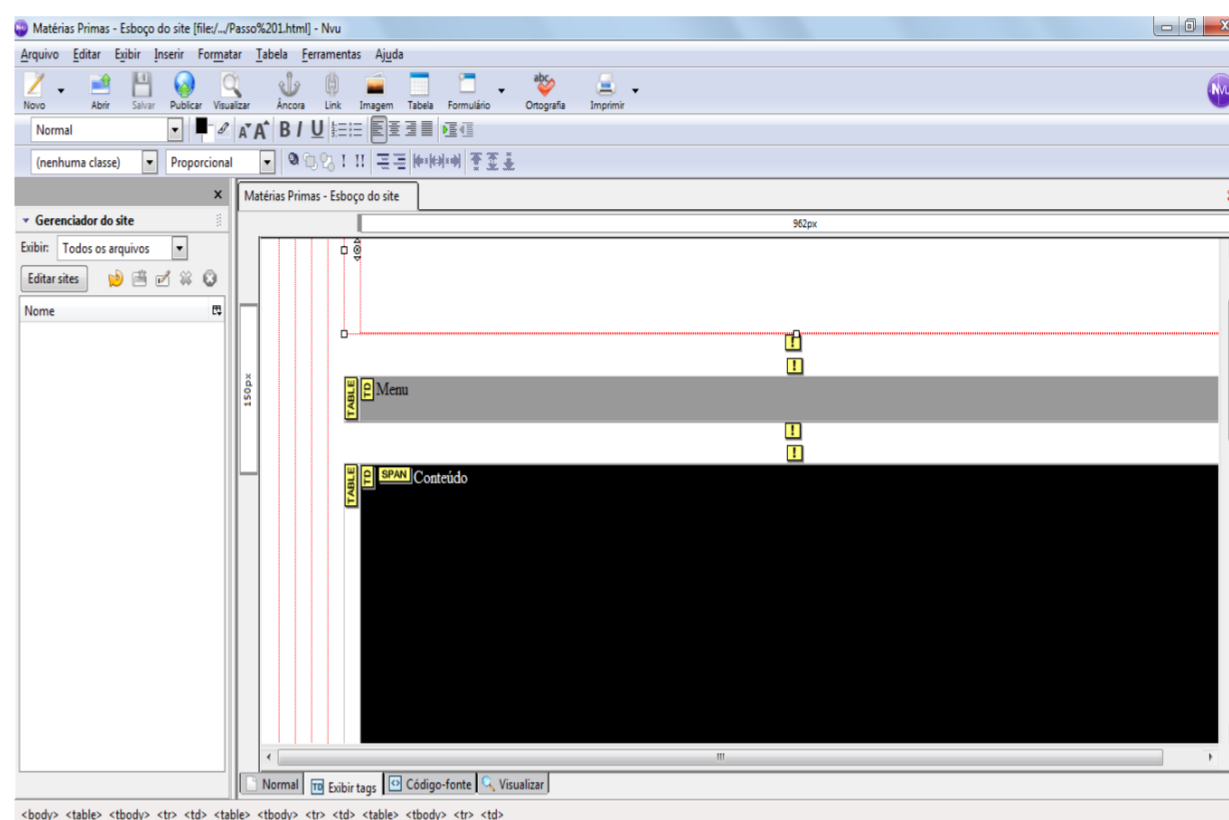 Matérias Primas - Esboço do site [file:/.../Passo%201.html] - Nvu
Arquivo Editar Exibir Inserir Formatar Tabela Ferramentas Ajuda
abc
Novo Abrir Salvar Publicar Visualizar Âncora Link Imagem Tabela Formulário Ortografia Imprimir
Nvu
Normal A A B I U
(nenhuma classe) Proporcional ! !!
x Matérias Primas - Esboço do site
Gerenciador do site
962px
Exibir: Todos os arquivos
Editar sites
Nome
!
!
150px
TABLE TD Menu
!
!
TABLE TD SPAN Conteúdo
Normal TD Exibir tags Código-fonte Visualizar
<body> <table> <tbody> <tr> <td> <table> <tbody> <tr> <td> <table> <tbody> <tr> <td>